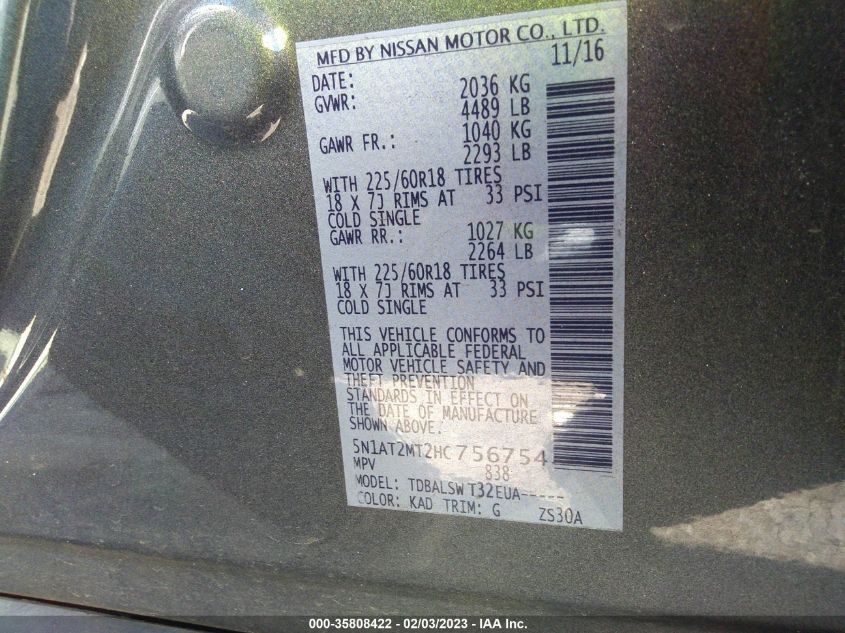 MFD BY NISSAN MOTOR CO., LTD.
DATE: 11/16
GVWR: 2036 KG
4489 LB
GAWR FR.: 1040 KG
2293 LB
WITH 225/60R18 TIRES
18 X 7J RIMS AT 33 PSI
COLD SINGLE
GAWR RR.: 1027 KG
2264 LB
WITH 225/60R18 TIRES
18 X 7J RIMS AT 33 PSI
COLD SINGLE
THIS VEHICLE CONFORMS TO
ALL APPLICABLE FEDERAL
MOTOR VEHICLE SAFETY AND
THEFT PREVENTION
STANDARDS IN EFFECT ON
THE DATE OF MANUFACTURE
SHOWN ABOVE.
5N1AT2MT2HC756754
MPV 838
MODEL: TDBALSW T32EUA-----
COLOR: KAD TRIM: G ZS30A
000-35808422 - 02/03/2023 - IAA Inc.